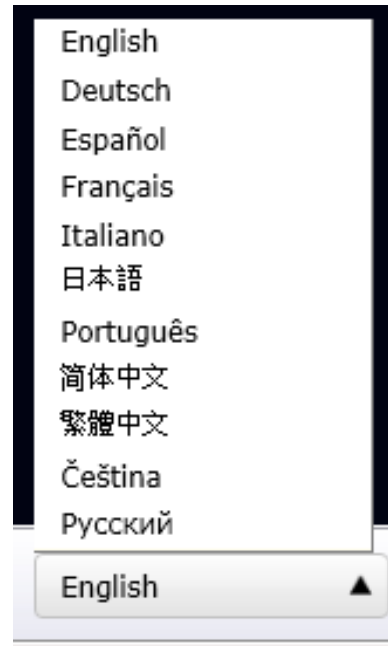 English
Deutsch
Español
Français
Italiano
日本語
Português
简体中文
繁體中文
Čeština
Русский
English